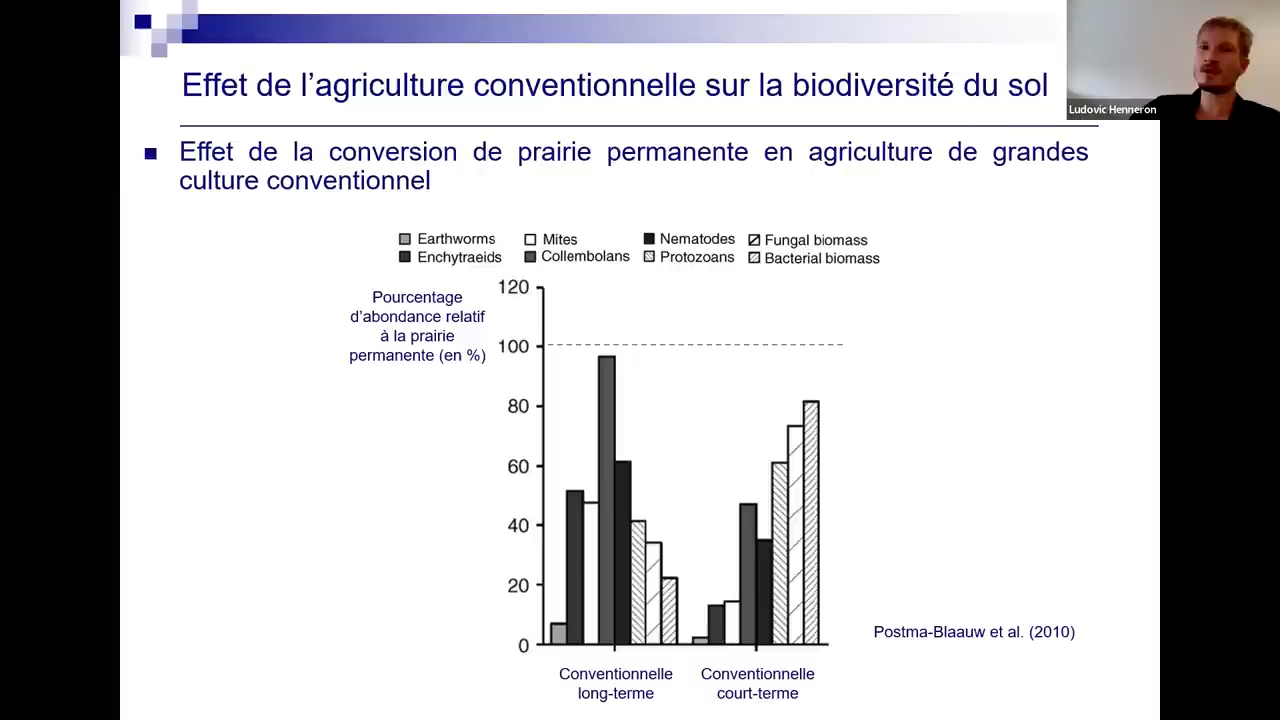 Effet de l'agriculture conventionnelle sur la biodiversité du sol
Ludovic Henneron
Effet de la conversion de prairie permanente en agriculture de grandes
culture conventionnel
Earthworms Mites Nematodes Fungal biomass
Enchytraeids Collembolans Protozoans Bacterial biomass
Pourcentage
d'abondance relatif
à la prairie
permanente (en %)
120
100
80
60
40
20
0
Conventionnelle
long-terme
Conventionnelle
court-terme
Postma-Blaauw et al. (2010)